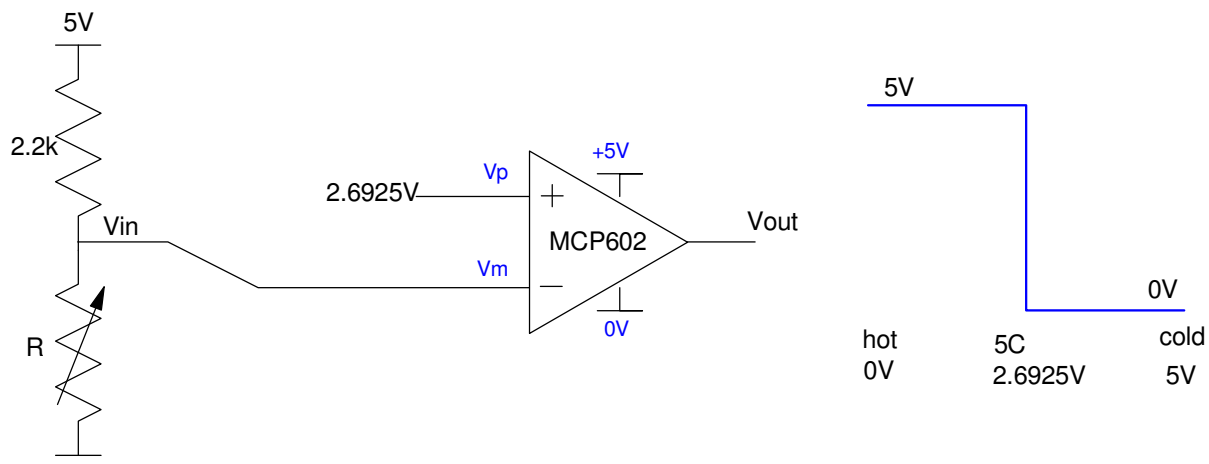 5V
2.2k
Vin
R
2.6925V
Vp
Vm
+5V
+
MCP602
−
0V
Vout
5V
0V
hot 5C cold
0V 2.6925V 5V